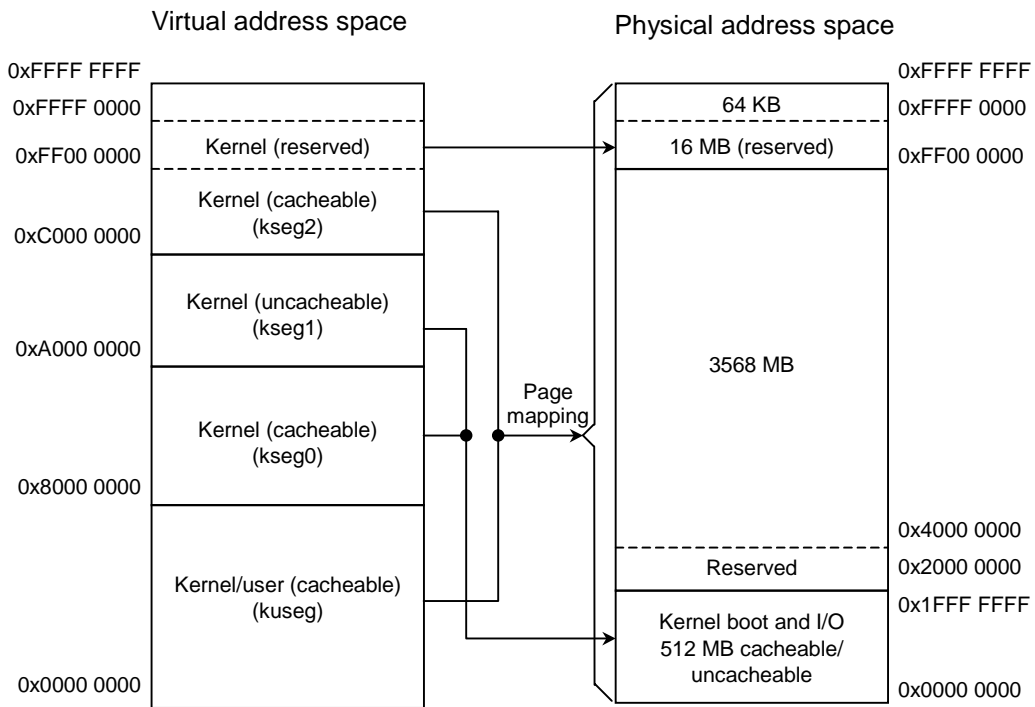 Virtual address space
Physical address space
0xFFFF FFFF
0xFFFF 0000
0xFF00 0000
0xC000 0000
0xA000 0000
0x8000 0000
0x0000 0000
Kernel (reserved)
Kernel (cacheable)
(kseg2)
Kernel (uncacheable)
(kseg1)
Kernel (cacheable)
(kseg0)
Kernel/user (cacheable)
(kuseg)
Page
mapping
64 KB
16 MB (reserved)
3568 MB
Reserved
Kernel boot and I/O
512 MB cacheable/
uncacheable
0xFFFF FFFF
0xFFFF 0000
0xFF00 0000
0x4000 0000
0x2000 0000
0x1FFF FFFF
0x0000 0000